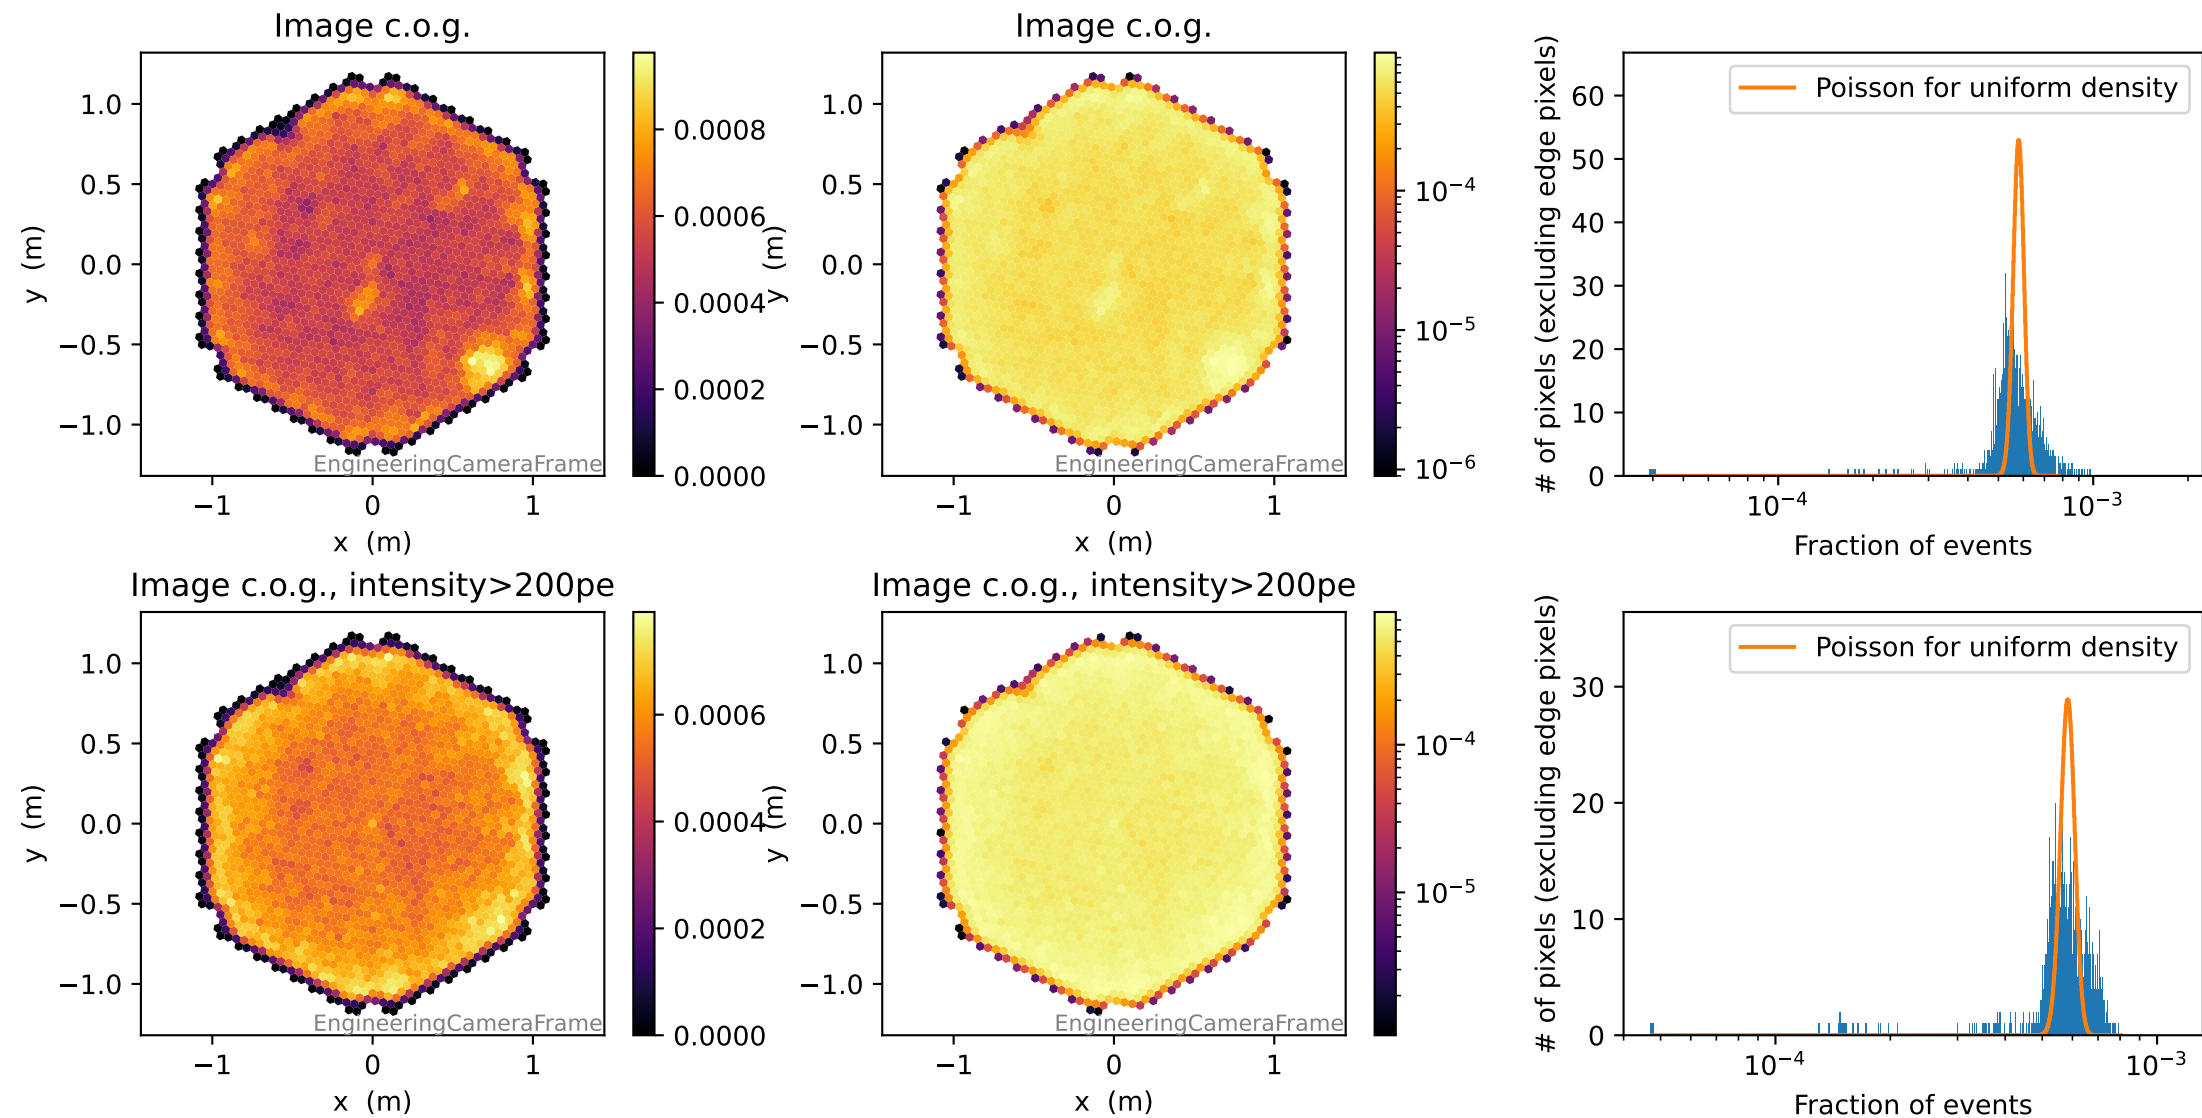 Image c.o.g.
1.0
0.5
0.0
−0.5
−1.0
y (m)
−1
0
1
x (m)
EngineeringCameraFrame
0.0008
0.0006
0.0004
0.0002
0.0000
Image c.o.g.
1.0
0.5
0.0
−0.5
−1.0
y (m)
−1
0
1
x (m)
EngineeringCameraFrame
10−4
10−5
10−6
# of pixels (excluding edge pixels)
60
50
40
30
20
10
0
Poisson for uniform density
10−4
10−3
Fraction of events
Image c.o.g., intensity>200pe
1.0
0.5
0.0
−0.5
−1.0
y (m)
−1
0
1
x (m)
EngineeringCameraFrame
0.0006
0.0004
0.0002
0.0000
Image c.o.g., intensity>200pe
1.0
0.5
0.0
−0.5
−1.0
y (m)
−1
0
1
x (m)
EngineeringCameraFrame
10−4
10−5
# of pixels (excluding edge pixels)
30
20
10
0
Poisson for uniform density
10−4
10−3
Fraction of events